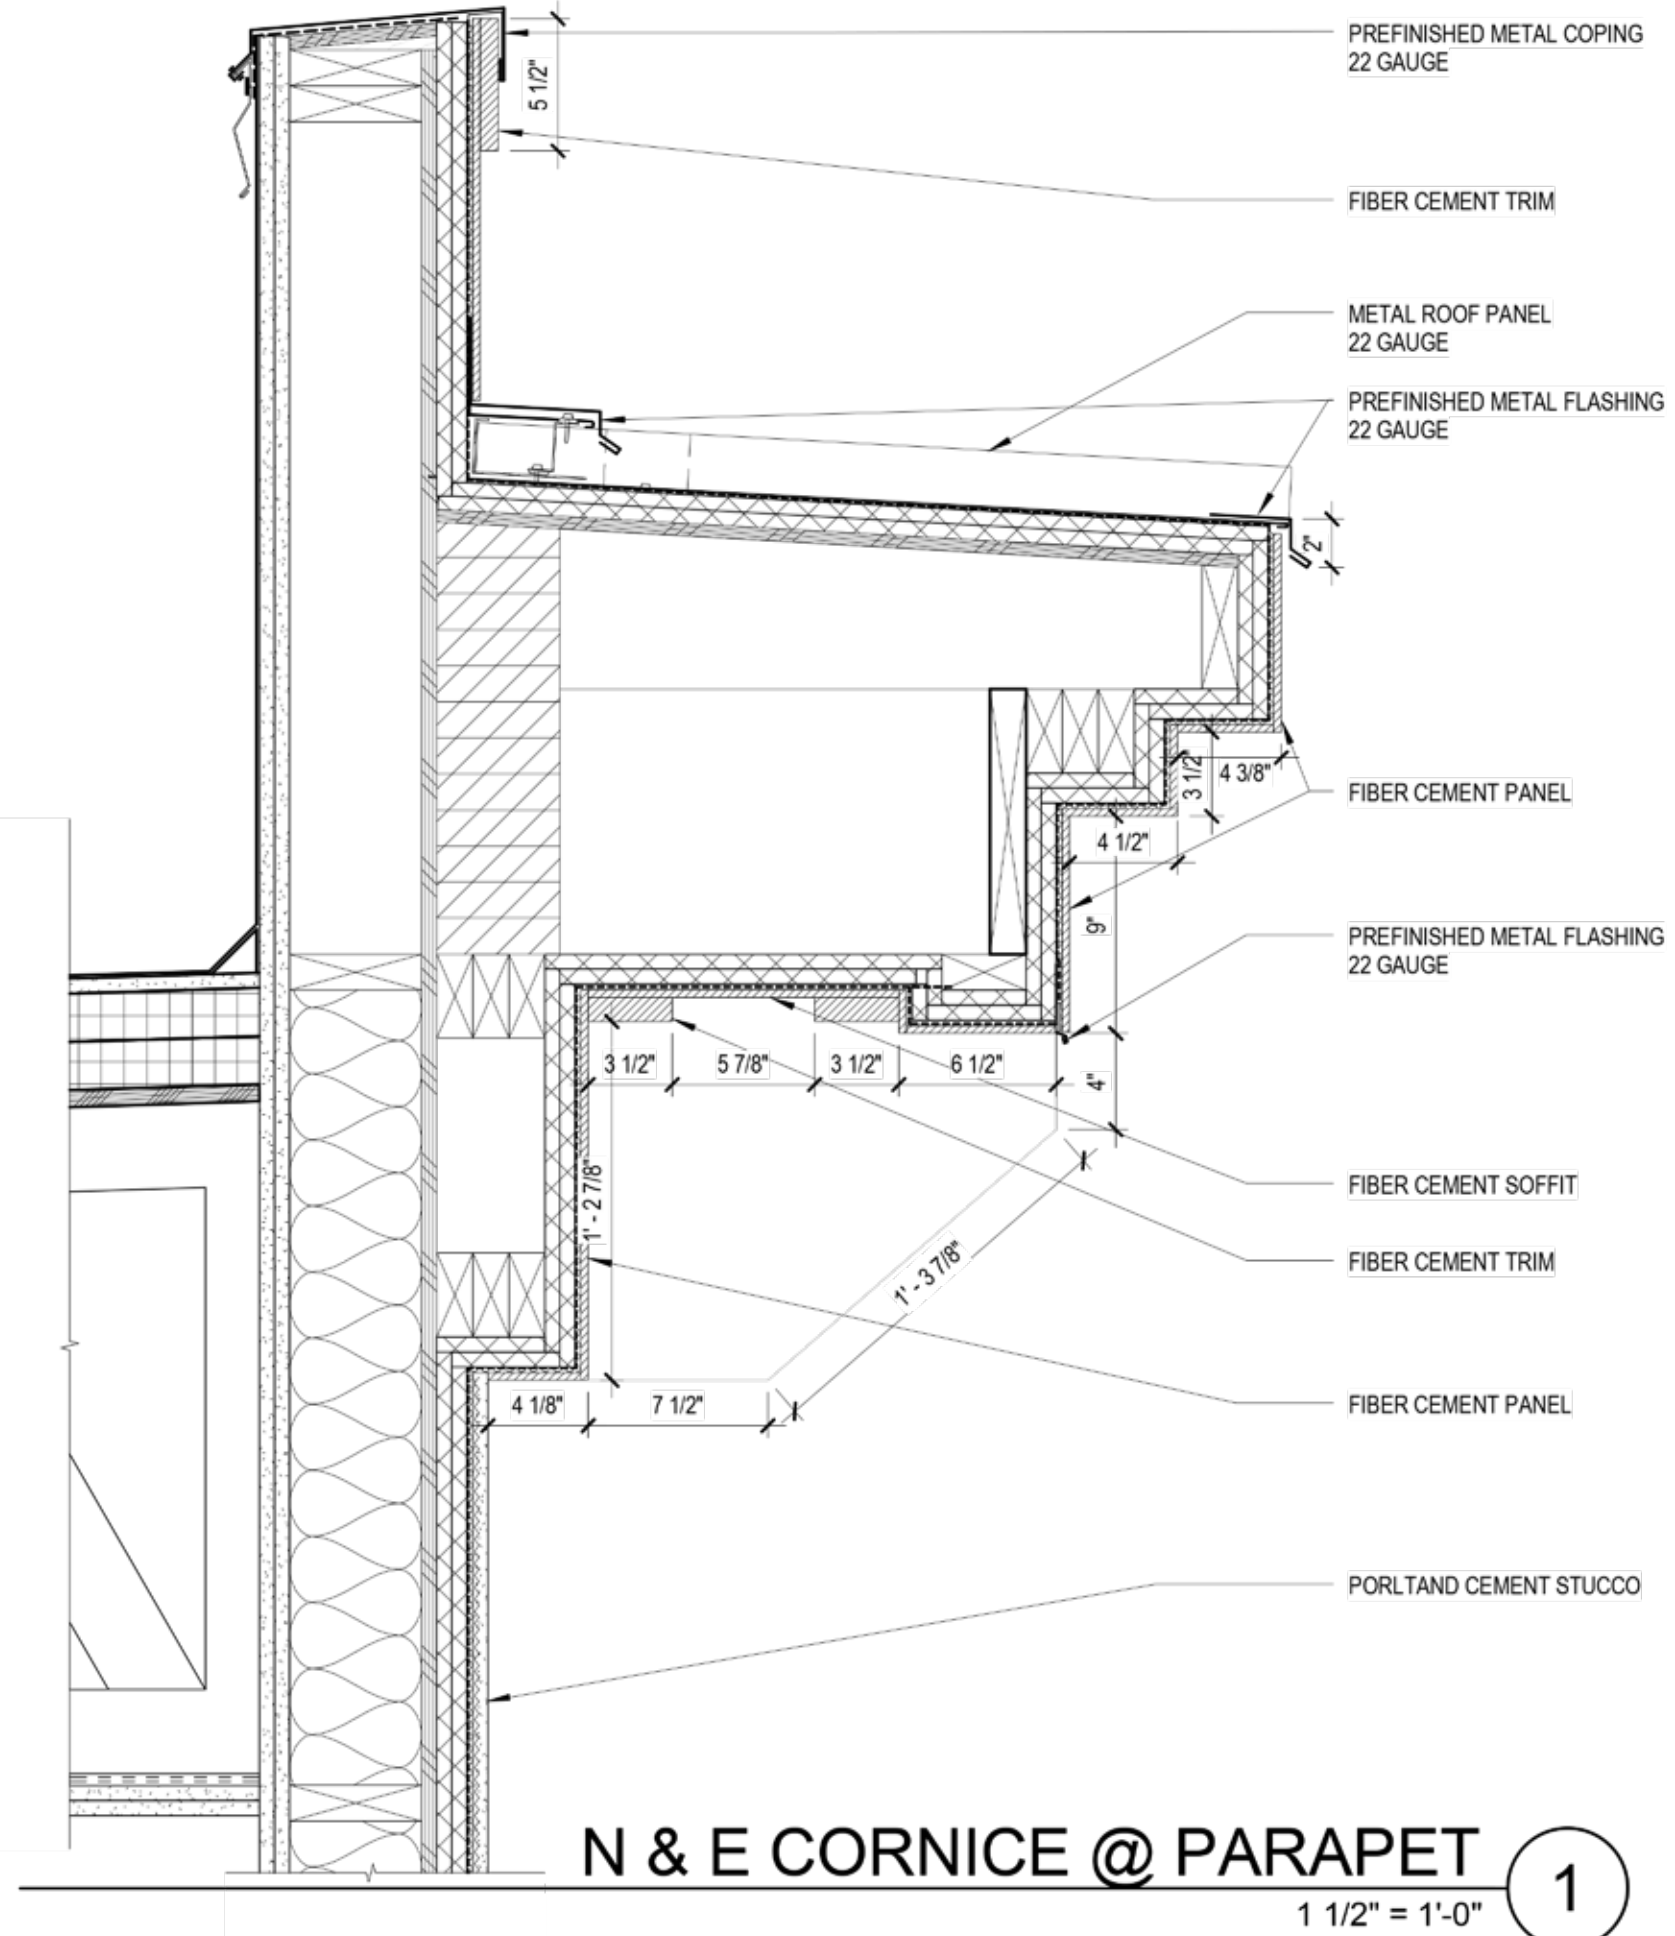 PREFINISHED METAL COPING
22 GAUGE
5 1/2"
FIBER CEMENT TRIM
METAL ROOF PANEL
22 GAUGE
PREFINISHED METAL FLASHING
22 GAUGE
2"
3 1/2"
4 3/8"
FIBER CEMENT PANEL
4 1/2"
9"
PREFINISHED METAL FLASHING
22 GAUGE
3 1/2"
5 7/8"
3 1/2"
6 1/2"
4"
1' - 2 7/8"
FIBER CEMENT SOFFIT
1' - 3 7/8"
FIBER CEMENT TRIM
4 1/8"
7 1/2"
FIBER CEMENT PANEL
PORLTAND CEMENT STUCCO
N & E CORNICE @ PARAPET
1
1 1/2" = 1'-0"